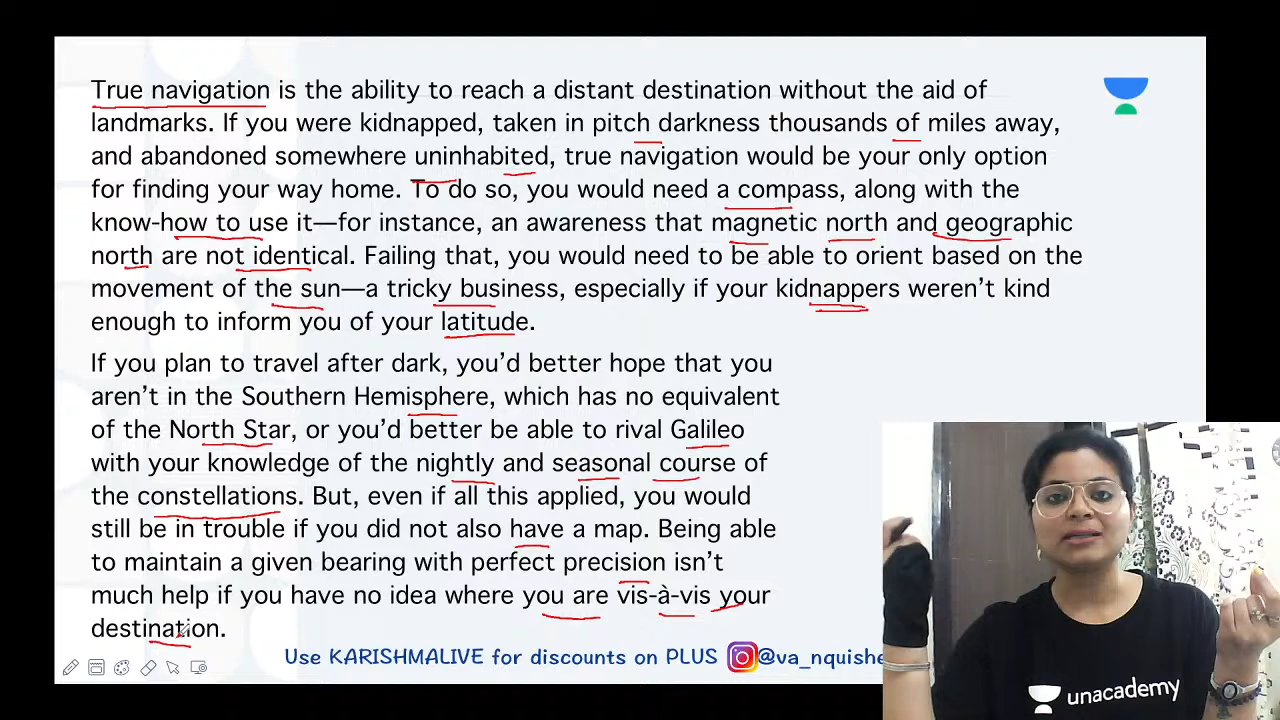 True navigation is the ability to reach a distant destination without the aid of
landmarks. If you were kidnapped, taken in pitch darkness thousands of miles away,
and abandoned somewhere uninhabited, true navigation would be your only option
for finding your way home. To do so, you would need a compass, along with the
know-how to use it—for instance, an awareness that magnetic north and geographic
north are not identical. Failing that, you would need to be able to orient based on the
movement of the sun—a tricky business, especially if your kidnappers weren't kind
enough to inform you of your latitude.
If you plan to travel after dark, you'd better hope that you
aren't in the Southern Hemisphere, which has no equivalent
of the North Star, or you'd better be able to rival Galileo
with your knowledge of the nightly and seasonal course of
the constellations. But, even if all this applied, you would
still be in trouble if you did not also have a map. Being able
to maintain a given bearing with perfect precision isn't
much help if you have no idea where you are vis-à-vis your
destination.
Use KARISHMALIVE for discounts on PLUS @va_nquishe
unacademy